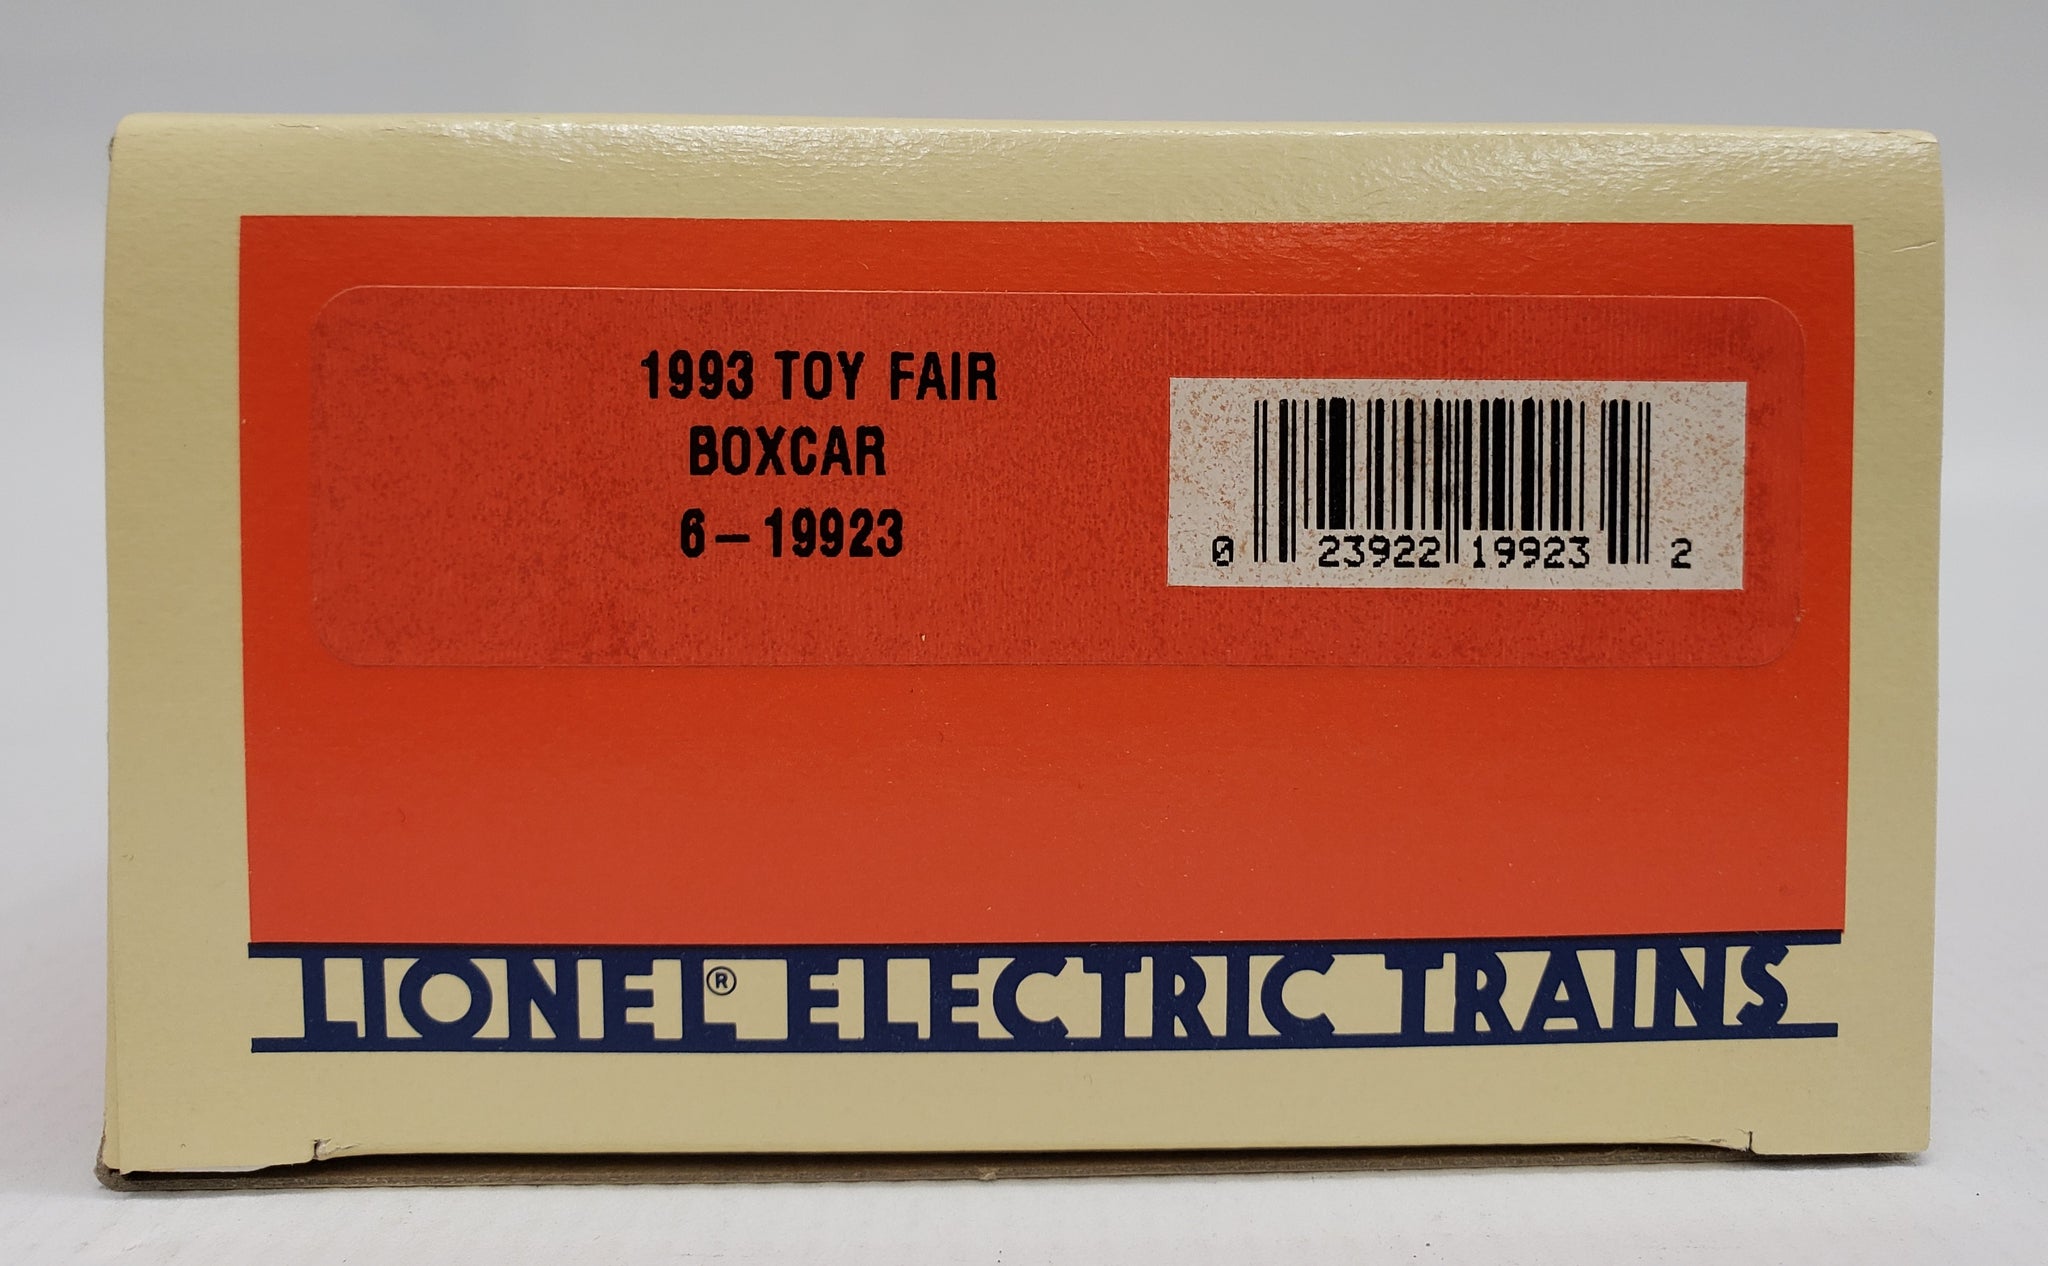 1993 TOY FAIR
BOXCAR
6-19923
0 23922 19923 2
LIONEL® ELECTRIC TRAINS